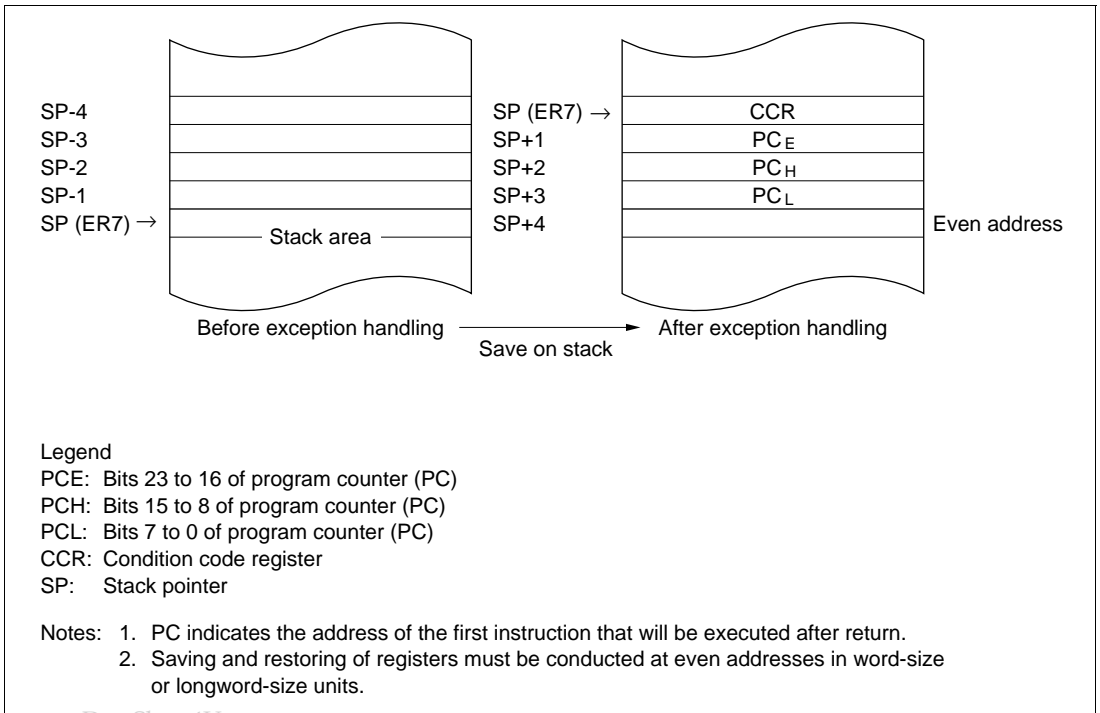 SP-4 SP (ER7) → CCR
SP-3 SP+1 PCE
SP-2 SP+2 PCH
SP-1 SP+3 PCL
SP (ER7) → Stack area SP+4 Even address
Before exception handling After exception handling
Save on stack
Legend
PCE: Bits 23 to 16 of program counter (PC)
PCH: Bits 15 to 8 of program counter (PC)
PCL: Bits 7 to 0 of program counter (PC)
CCR: Condition code register
SP: Stack pointer
Notes: 1. PC indicates the address of the first instruction that will be executed after return.
2. Saving and restoring of registers must be conducted at even addresses in word-size
or longword-size units.